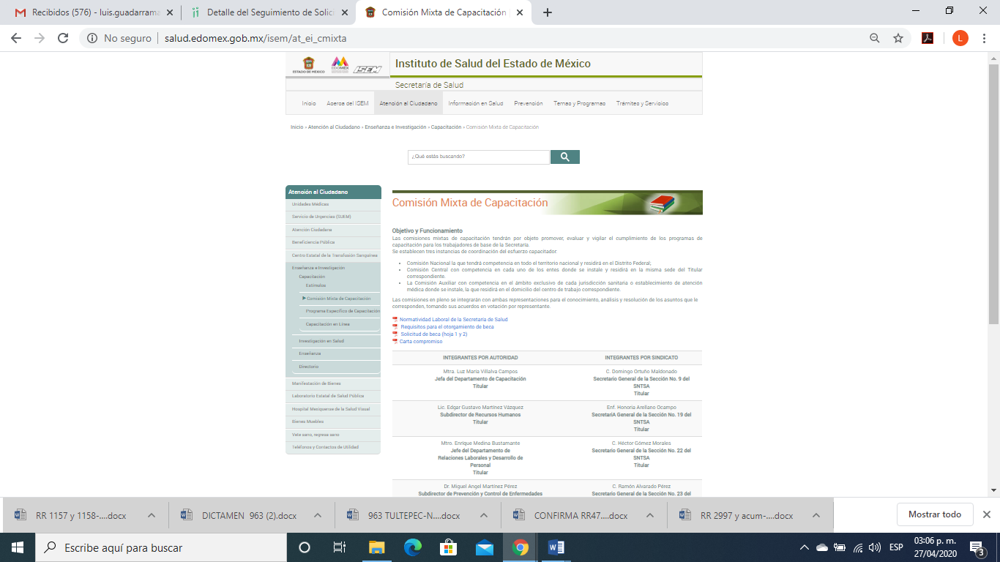 Recibidos (576) - luis.guadarrama
Detalle del Seguimiento de Solici
Comisión Mixta de Capacitación
No seguro
salud.edomex.gob.mx/isem/at_ei_cmixta
L
ESTADO DE MÉXICO
EDOMÉX
ISEM
Instituto de Salud del Estado de México
Secretaría de Salud
Inicio
Acerca del ISEM
Atención al Ciudadano
Información en Salud
Prevención
Temas y Programas
Trámites y Servicios
Inicio » Atención al Ciudadano » Enseñanza e Investigación » Capacitación » Comisión Mixta de Capacitación
¿Qué estás buscando?
Atención al Ciudadano
Unidades Médicas
Servicio de Urgencias (SUEM)
Atención Ciudadana
Beneficiencia Pública
Centro Estatal de la Transfusión Sanguínea
Enseñanza e Investigación
Capacitación
Estímulos
Comisión Mixta de Capacitación
Programa Específico de Capacitación
Capacitación en Línea
Investigación en Salud
Enseñanza
Directorio
Manifestación de Bienes
Laboratorio Estatal de Salud Pública
Hospital Mexiquense de la Salud Visual
Bienes Muebles
Vete sano, regresa sano
Teléfonos y Contactos de Utilidad
Comisión Mixta de Capacitación
Objetivo y Funcionamiento
Las comisiones mixtas de capacitación tendrán por objeto promover, evaluar y vigilar el cumplimiento de los programas de
capacitación para los trabajadores de base de la Secretaría.
Se establecen tres instancias de coordinación del esfuerzo capacitador:
• Comisión Nacional la que tendrá competencia en todo el territorio nacional y residirá en el Distrito Federal;
• Comisión Central con competencia en cada uno de los entes donde se instale y residirá en la misma sede del Titular
correspondiente.
• La Comisión Auxiliar con competencia en el ámbito exclusivo de cada jurisdicción sanitaria o establecimiento de atención
médica donde se instale, la que residirá en el domicilio del centro de trabajo correspondiente.
Las comisiones en pleno se integrarán con ambas representaciones para el conocimiento, análisis y resolución de los asuntos que le
corresponden, tomando sus acuerdos en votación por representante.
Normatividad Laboral de la Secretaría de Salud
Requisitos para el otorgamiento de beca
Solicitud de beca (hoja 1 y 2)
Carta compromiso
INTEGRANTES POR AUTORIDAD
INTEGRANTES POR SINDICATO
Mtra. Luz María Villalva Campos
Jefa del Departamento de Capacitación
Titular
C. Domingo Ortuño Maldonado
Secretario General de la Sección No. 9 del
SNTSA
Titular
Lic. Edgar Gustavo Martínez Vázquez
Subdirector de Recursos Humanos
Titular
Enf. Honoria Arellano Ocampo
SecretariA General de la Sección No. 19 del
SNTSA
Titular
Mtro. Enrique Medina Bustamante
Jefe del Departamento de
Relaciones Laborales y Desarrollo de
Personal
Titular
C. Héctor Gómez Morales
Secretario General de la Sección No. 22 del
SNTSA
Titular
Dr. Miguel Angel Martínez Pérez
Subdirector de Prevención y Control de Enfermedades
C. Ramón Alvarado Pérez
Secretario General de la Sección No. 23 del
RR 1157 y 1158-....docx
DICTAMEN 963 (2).docx
963 TULTEPEC-N....docx
CONFIRMA RR47....docx
RR 2997 y acum-....docx
Mostrar todo
Escribe aquí para buscar
ESP
03:06 p. m.
27/04/2020
3